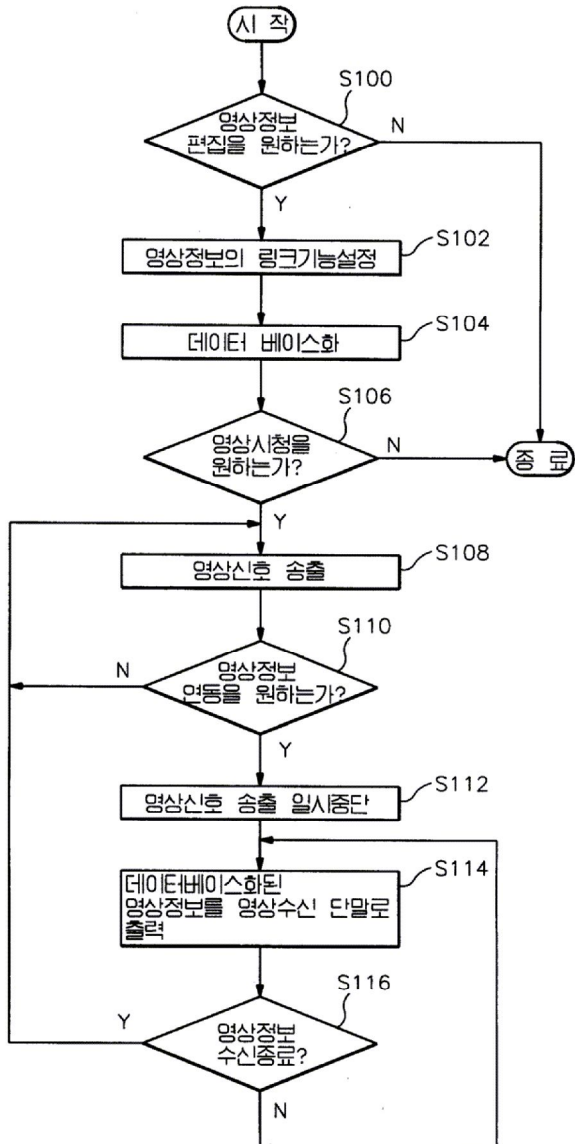 시 작
S100
영상정보
편집을 원하는가?
N
Y
S102
영상정보의 링크기능설정
S104
데이터 베이스화
S106
영상시청을
원하는가?
N
종 료
Y
S108
영상신호 송출
S110
영상정보
연동을 원하는가?
N
Y
S112
영상신호 송출 일시중단
S114
데이터베이스화된
영상정보를 영상수신 단말로
출력
S116
영상정보
수신종료?
Y
N